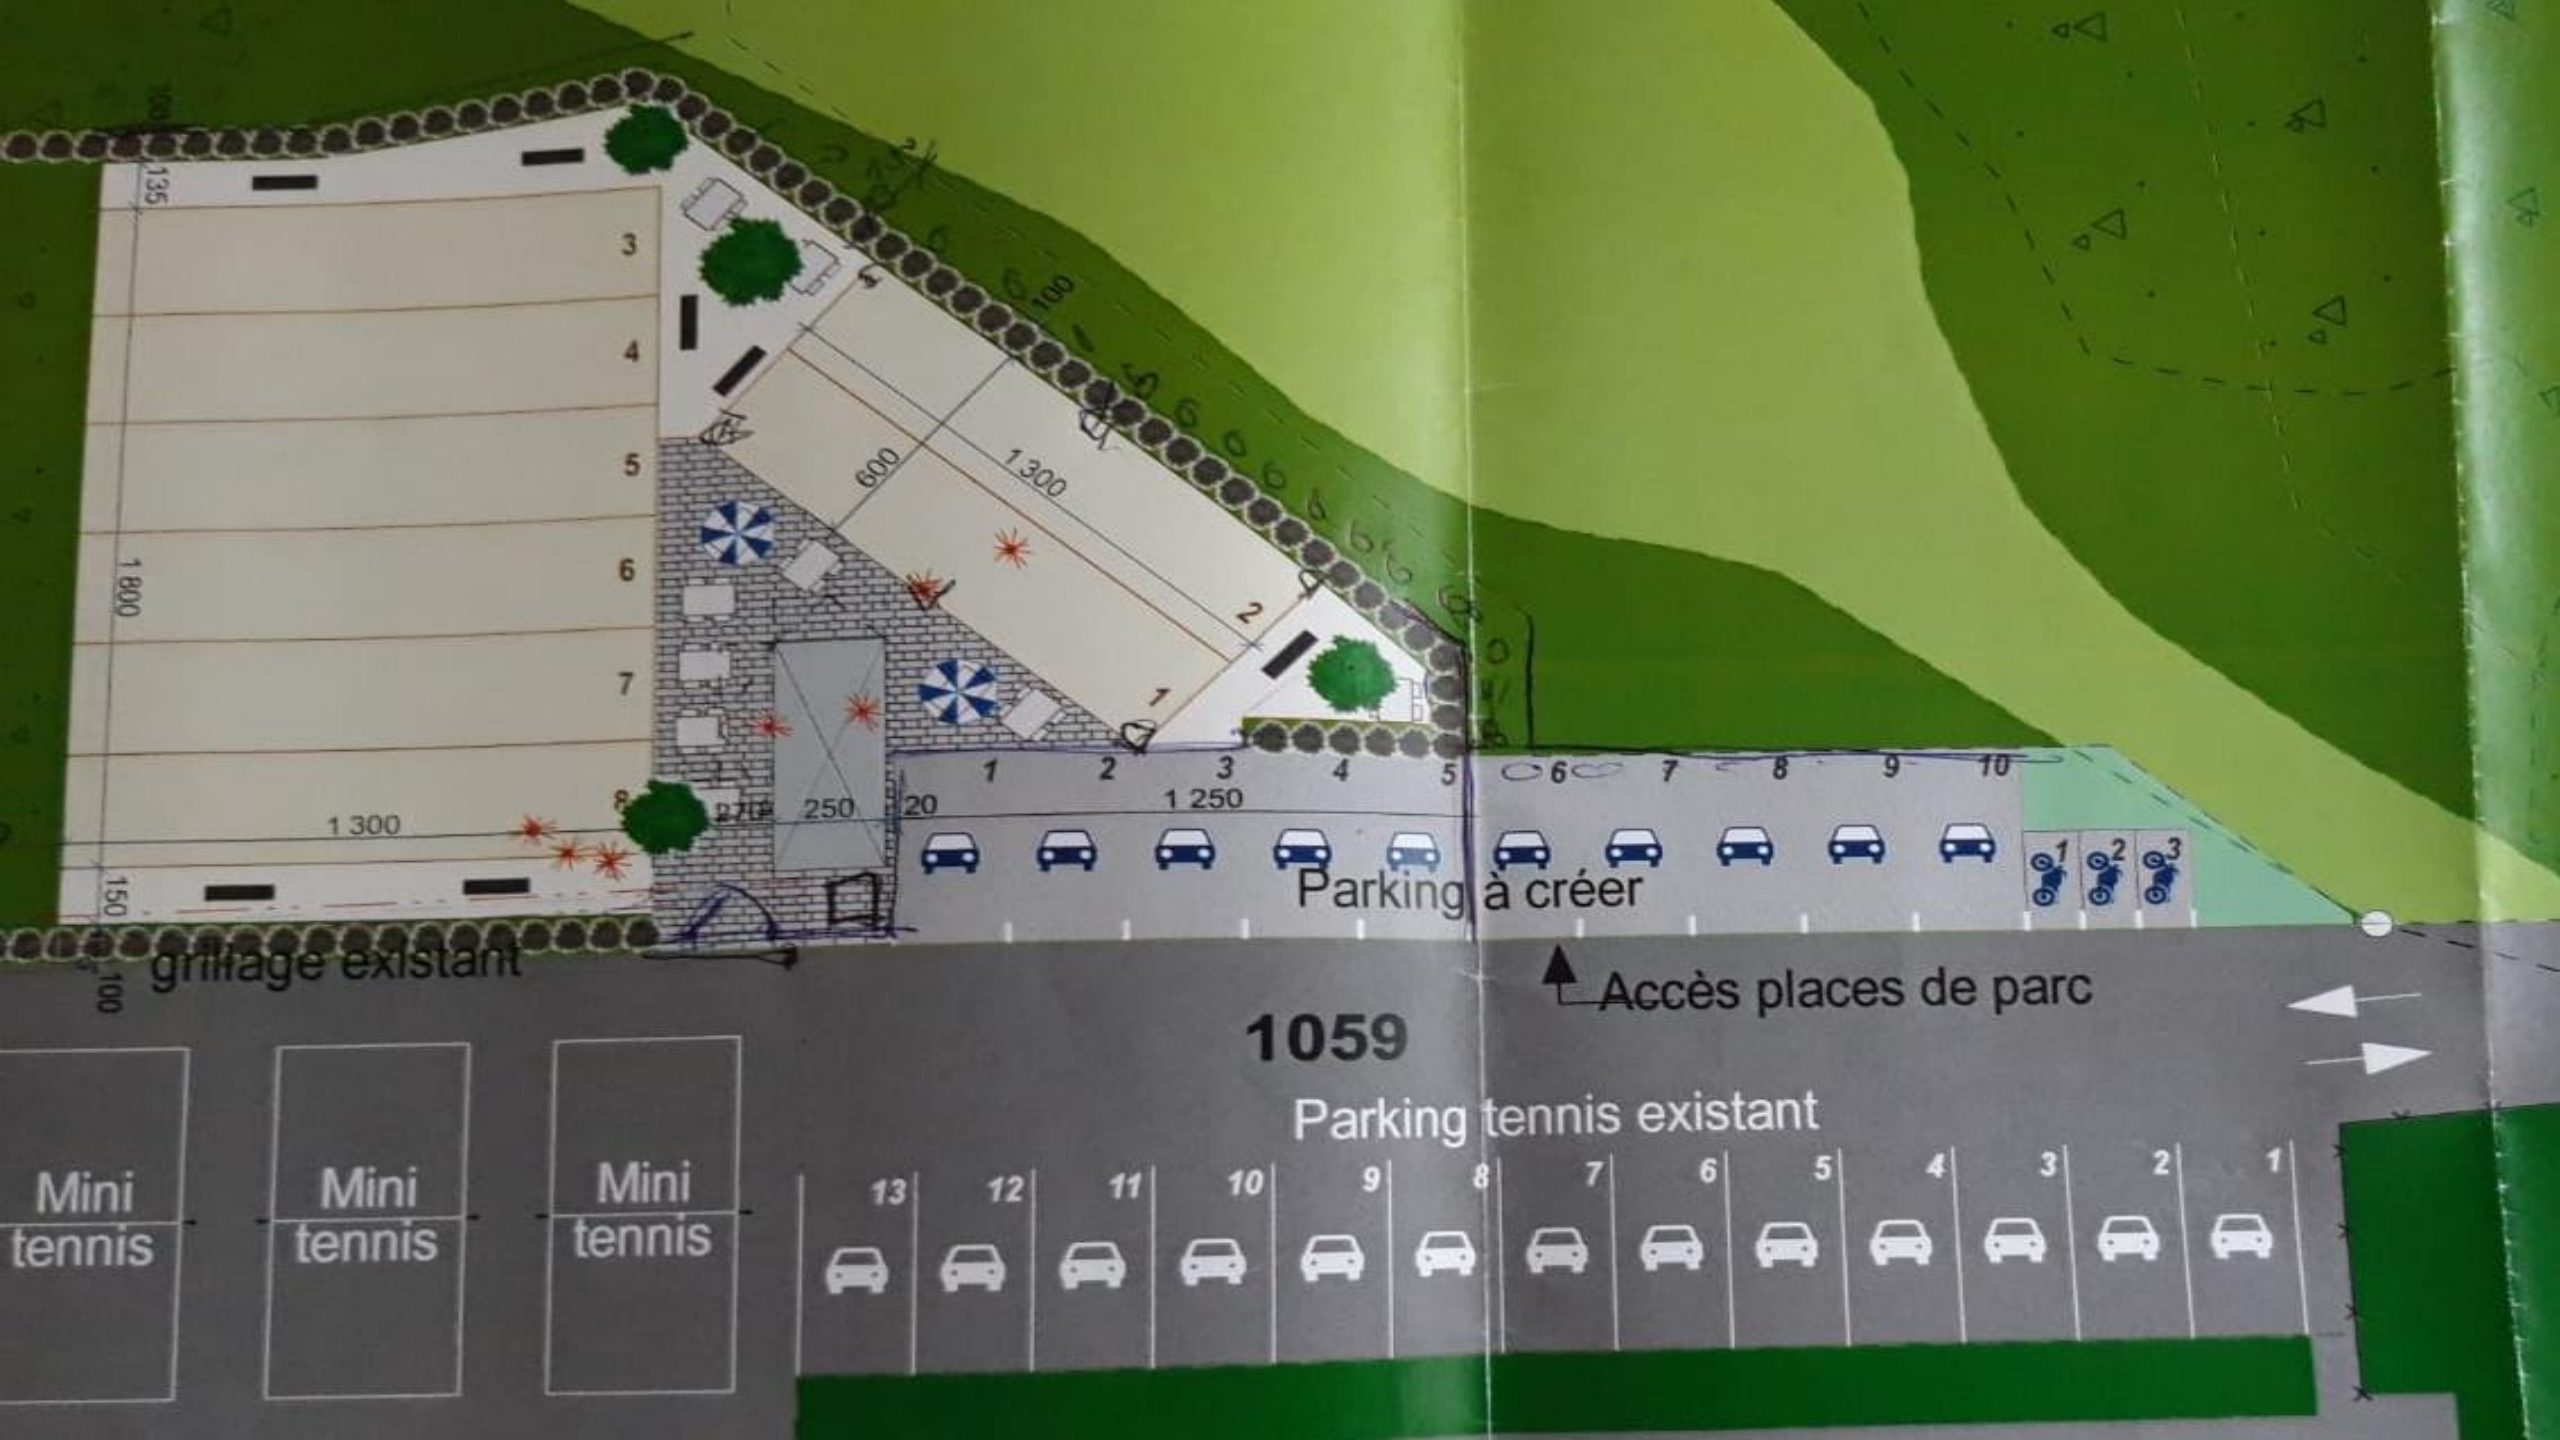 100
135
3
4
5
6
7
8
1 800
1 300
150
100
100
600
1 300
2
1
250
20
1 250
1 2 3 4 5 6 7 8 9 10
1 2 3
Parking à créer
grillage existant
Accès places de parc
1059
Parking tennis existant
13 12 11 10 9 8 7 6 5 4 3 2 1
Mini
tennis
Mini
tennis
Mini
tennis